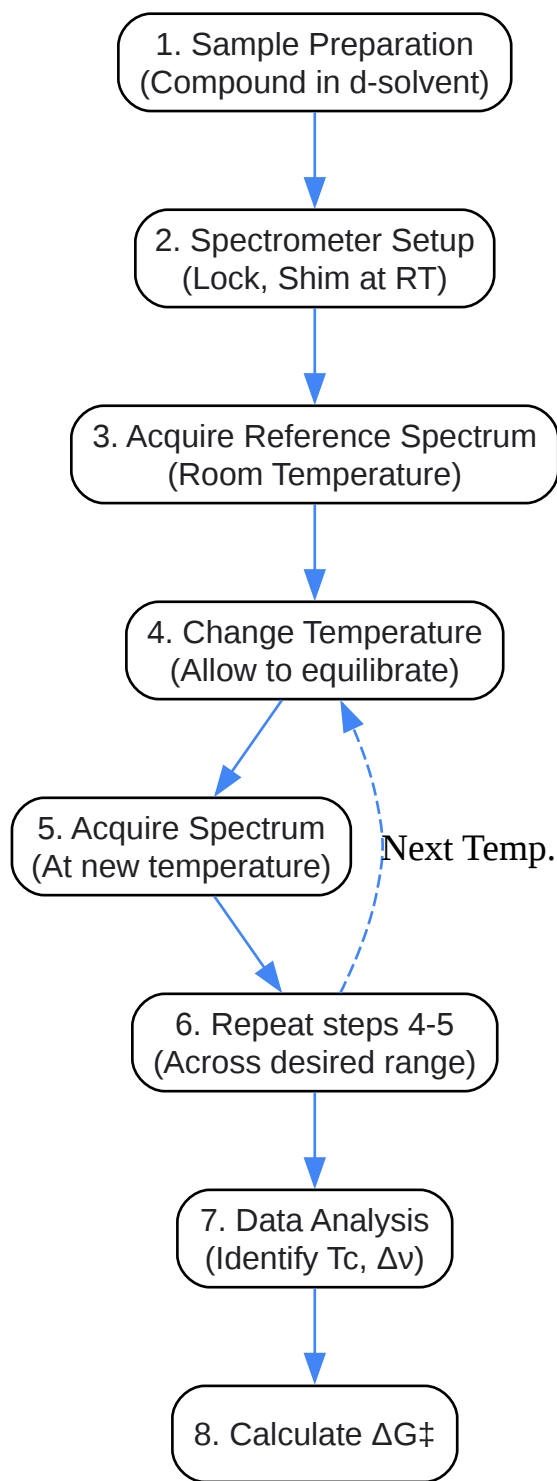 1. Sample Preparation
(Compound in d-solvent)
2. Spectrometer Setup
(Lock, Shim at RT)
3. Acquire Reference Spectrum
(Room Temperature)
4. Change Temperature
(Allow to equilibrate)
5. Acquire Spectrum
(At new temperature)
Next Temp.
6. Repeat steps 4-5
(Across desired range)
7. Data Analysis
(Identify Tc, Δν)
8. Calculate ΔG‡